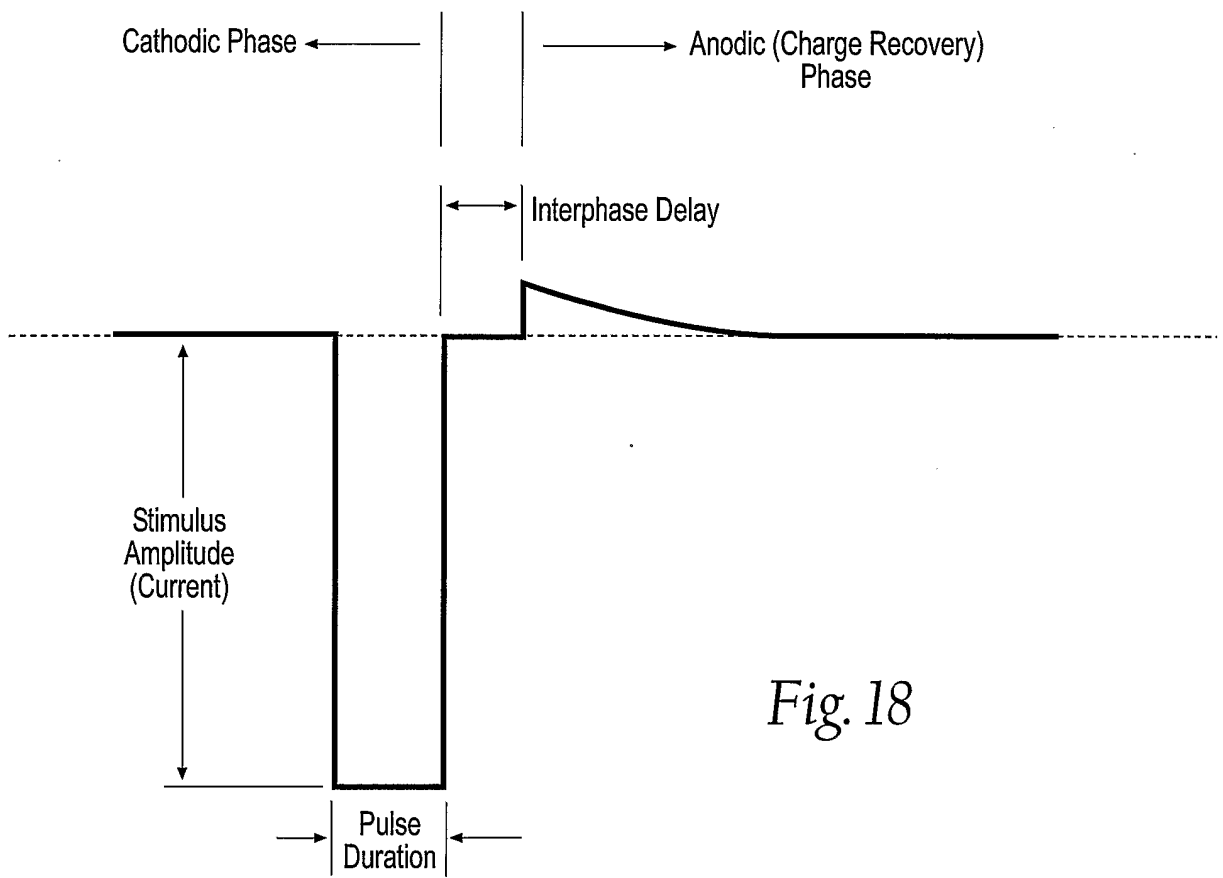 Cathodic Phase
Anodic (Charge Recovery)
Phase
Interphase Delay
Stimulus
Amplitude
(Current)
Pulse
Duration
Fig. 18